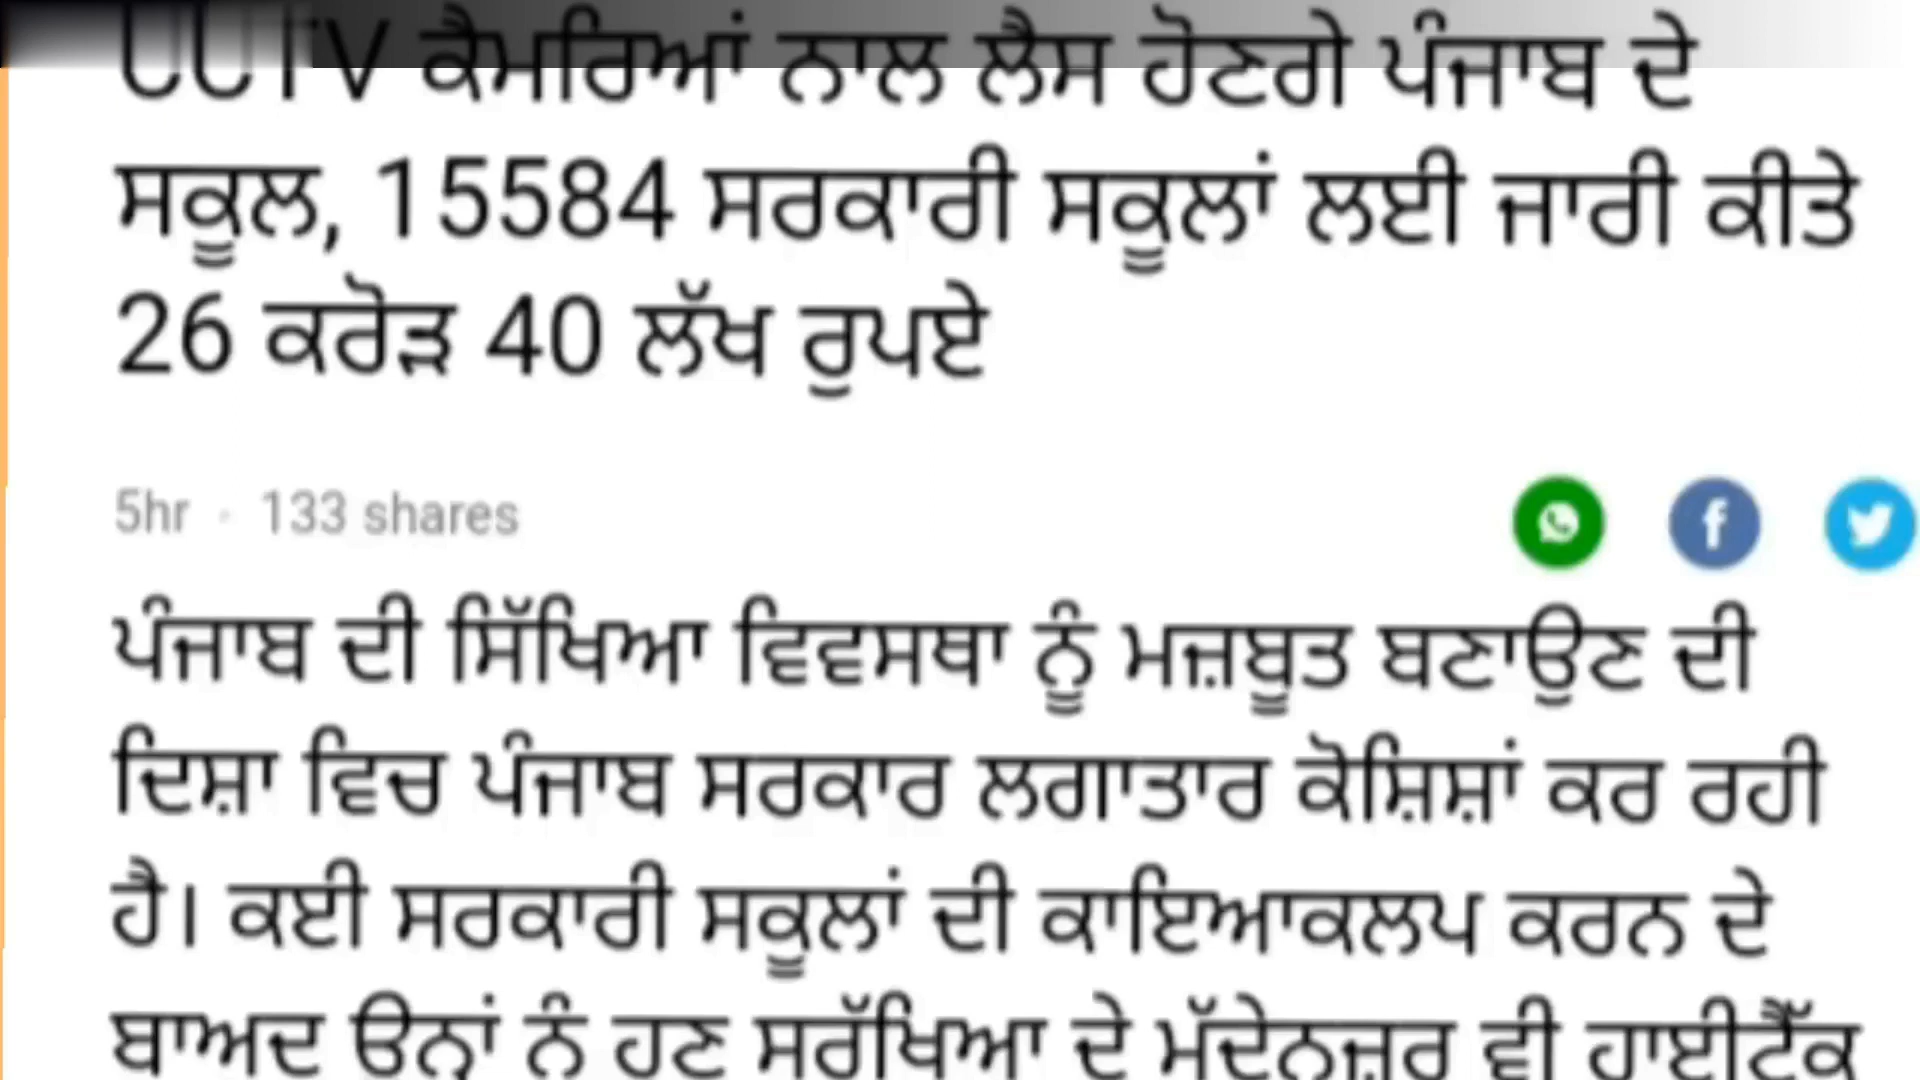 CCTV ਕੈਮਰਿਆਂ ਨਾਲ ਲੈਸ ਹੋਣਗੇ ਪੰਜਾਬ ਦੇ
ਸਕੂਲ, 15584 ਸਰਕਾਰੀ ਸਕੂਲਾਂ ਲਈ ਜਾਰੀ ਕੀਤੇ
26 ਕਰੋੜ 40 ਲੱਖ ਰੁਪਏ
5hr · 133 shares
ਪੰਜਾਬ ਦੀ ਸਿੱਖਿਆ ਵਿਵਸਥਾ ਨੂੰ ਮਜ਼ਬੂਤ ਬਣਾਉਣ ਦੀ
ਦਿਸ਼ਾ ਵਿਚ ਪੰਜਾਬ ਸਰਕਾਰ ਲਗਾਤਾਰ ਕੋਸ਼ਿਸ਼ਾਂ ਕਰ ਰਹੀ
ਹੈ। ਕਈ ਸਰਕਾਰੀ ਸਕੂਲਾਂ ਦੀ ਕਾਇਆਕਲਪ ਕਰਨ ਦੇ
ਬਾਅਦ ਉਨ੍ਹਾਂ ਨੂੰ ਹੁਣ ਸੁਰੱਖਿਆ ਦੇ ਮੱਦੇਨਜ਼ਰ ਵੀ ਹਾਈਟੈੱਕ